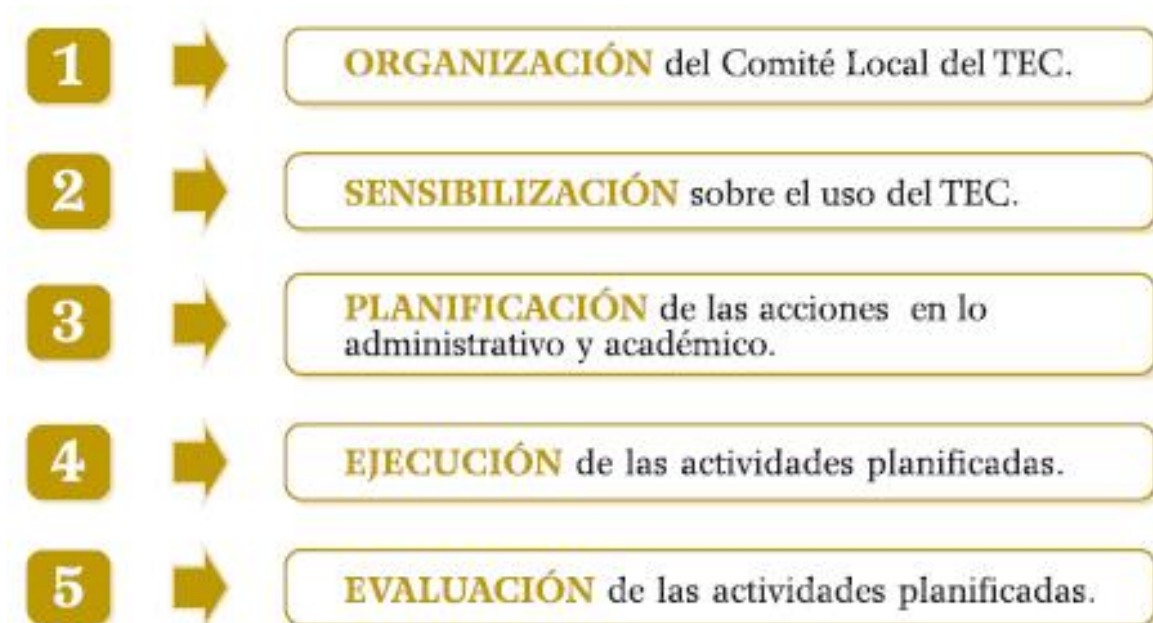 1 ORGANIZACIÓN del Comité Local del TEC.
2 SENSIBILIZACIÓN sobre el uso del TEC.
3 PLANIFICACIÓN de las acciones en lo
administrativo y académico.
4 EJECUCIÓN de las actividades planificadas.
5 EVALUACIÓN de las actividades planificadas.